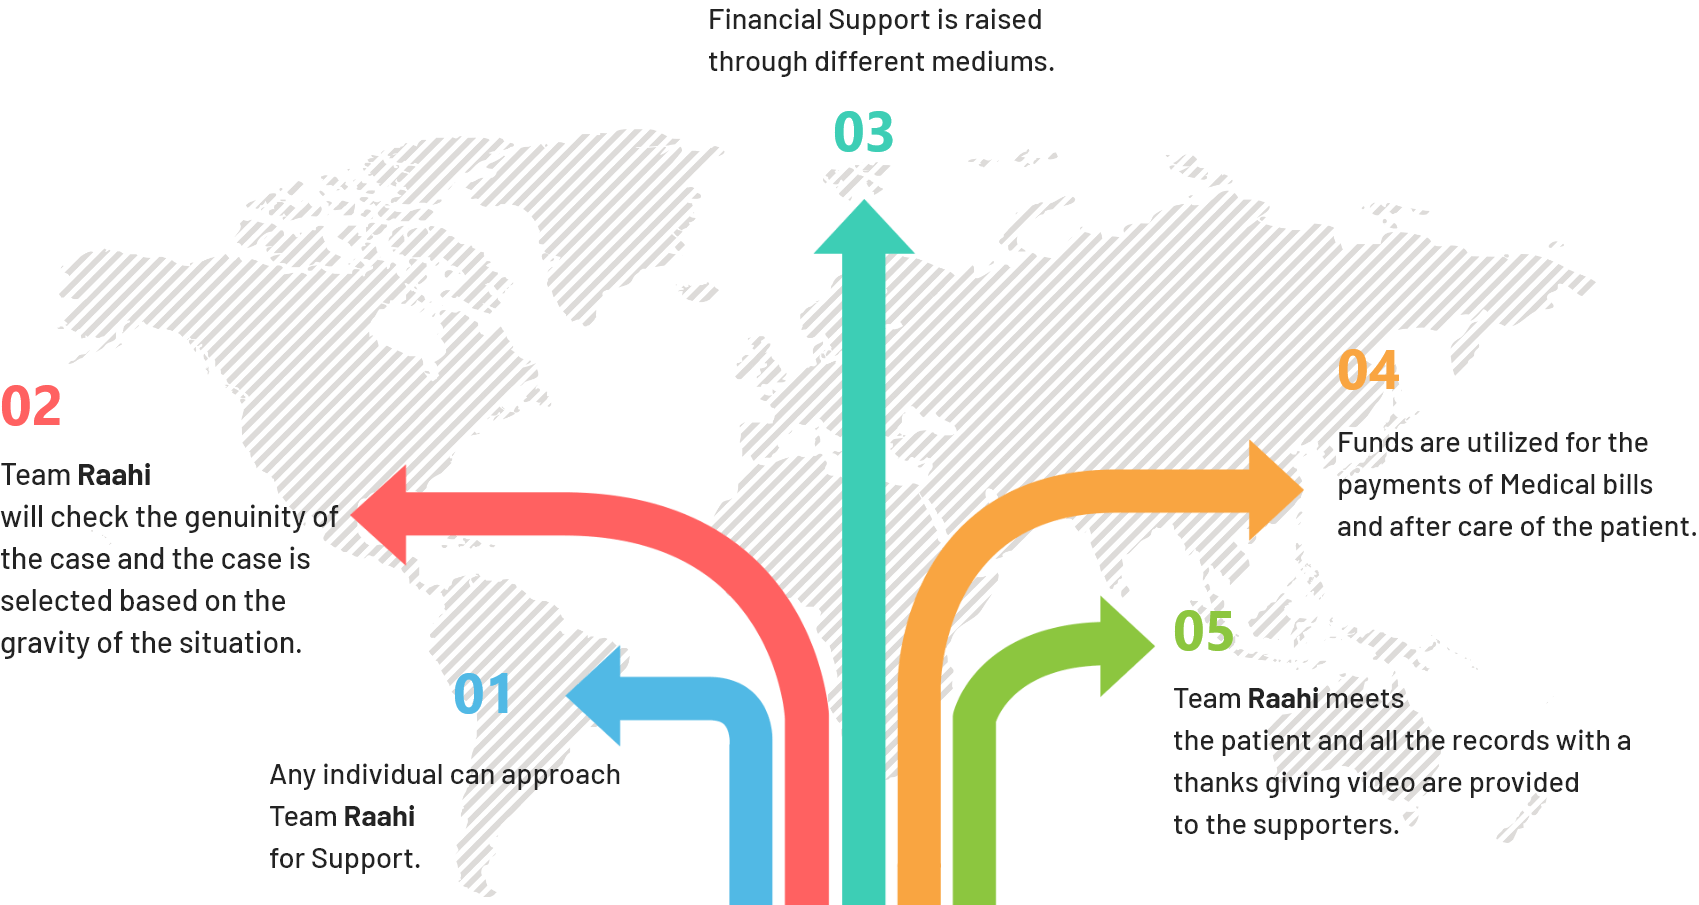 Financial Support is raised
through different mediums.
03
02
Team Raahi
will check the genuinity of
the case and the case is
selected based on the
gravity of the situation.
01
Any individual can approach
Team Raahi
for Support.
04
Funds are utilized for the
payments of Medical bills
and after care of the patient.
05
Team Raahi meets
the patient and all the records with a
thanks giving video are provided
to the supporters.